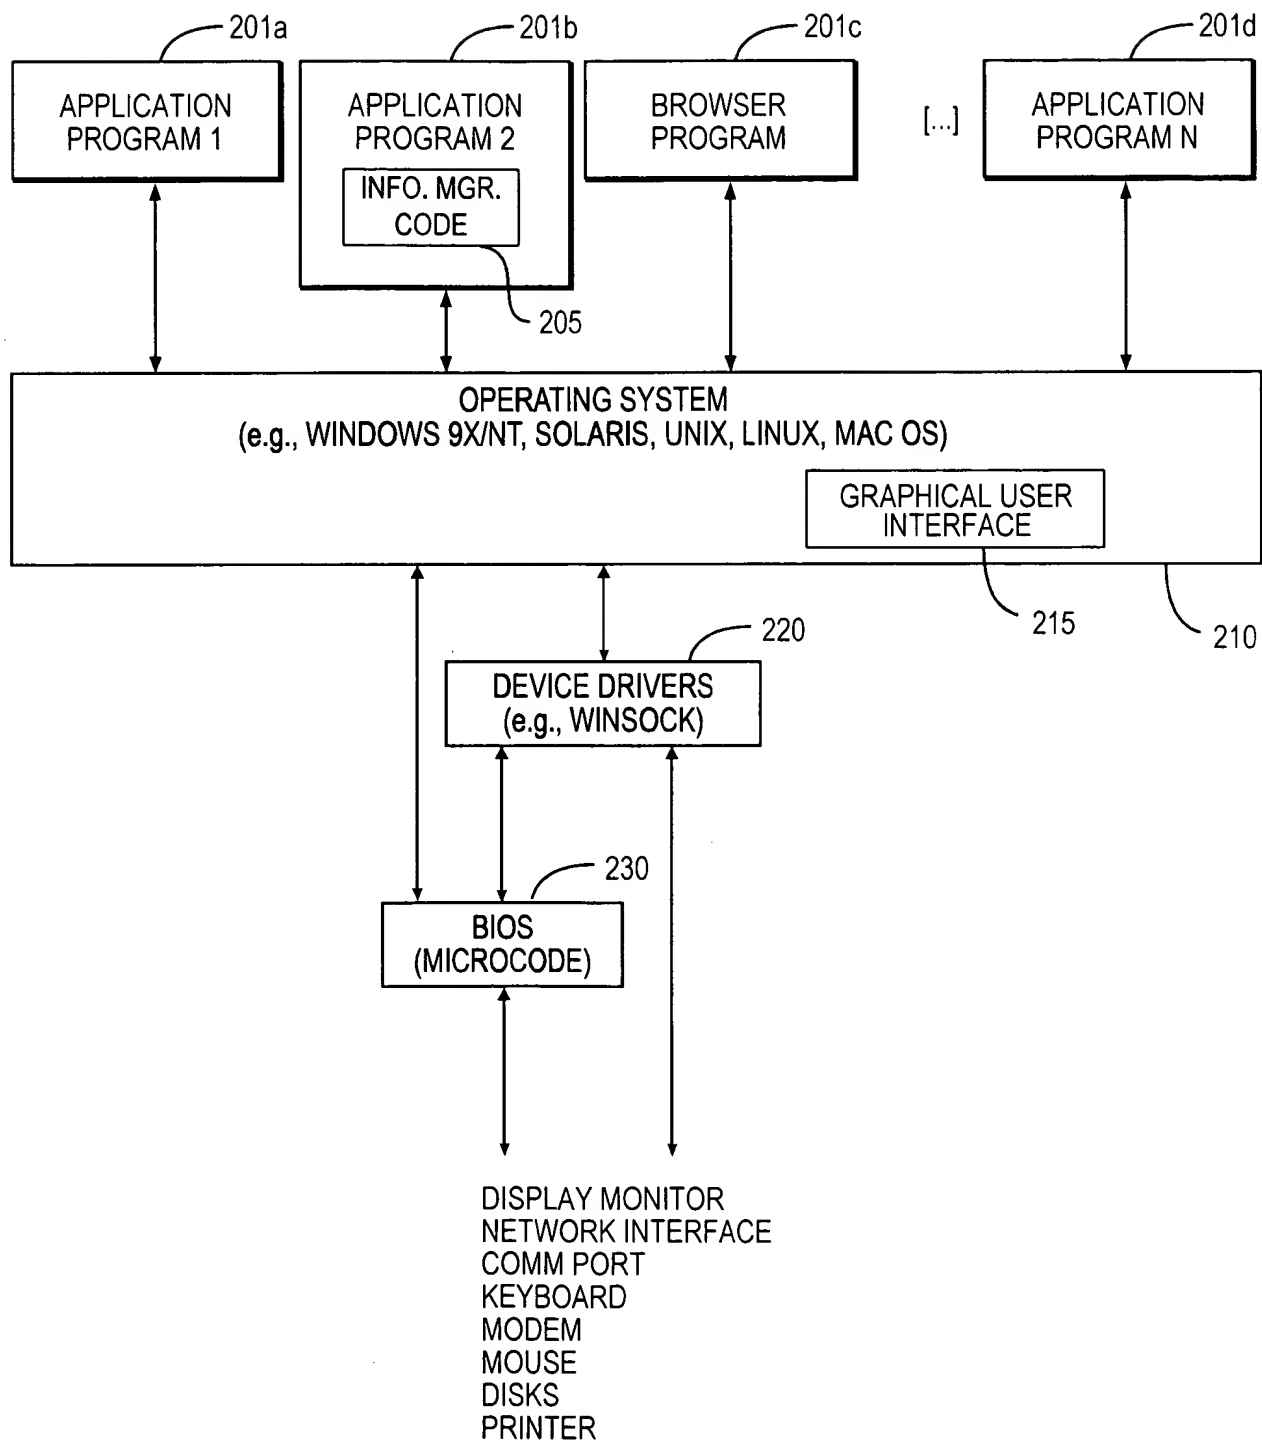 201a
201b
201c
201d
APPLICATION
PROGRAM 1
APPLICATION
PROGRAM 2
INFO. MGR.
CODE
BROWSER
PROGRAM
[...]
APPLICATION
PROGRAM N
205
OPERATING SYSTEM
(e.g., WINDOWS 9X/NT, SOLARIS, UNIX, LINUX, MAC OS)
GRAPHICAL USER
INTERFACE
215
210
220
DEVICE DRIVERS
(e.g., WINSOCK)
230
BIOS
(MICROCODE)
DISPLAY MONITOR
NETWORK INTERFACE
COMM PORT
KEYBOARD
MODEM
MOUSE
DISKS
PRINTER